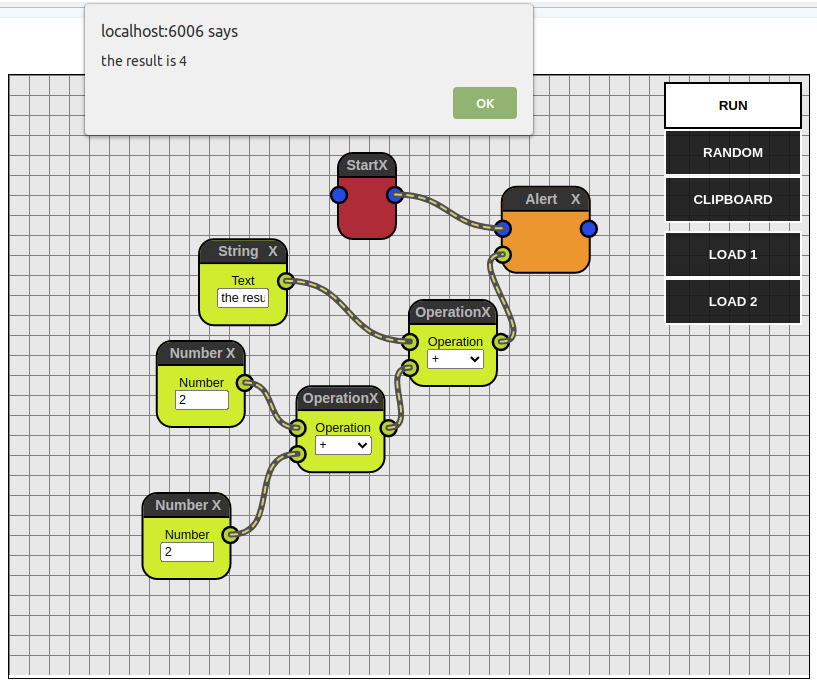 localhost:6006 says
the result is 4
OK
RUN
RANDOM
CLIPBOARD
LOAD 1
LOAD 2
StartX
Alert X
String X
Text
the resu
OperationX
Operation
+
Number X
Number
2
OperationX
Operation
+
Number X
Number
2